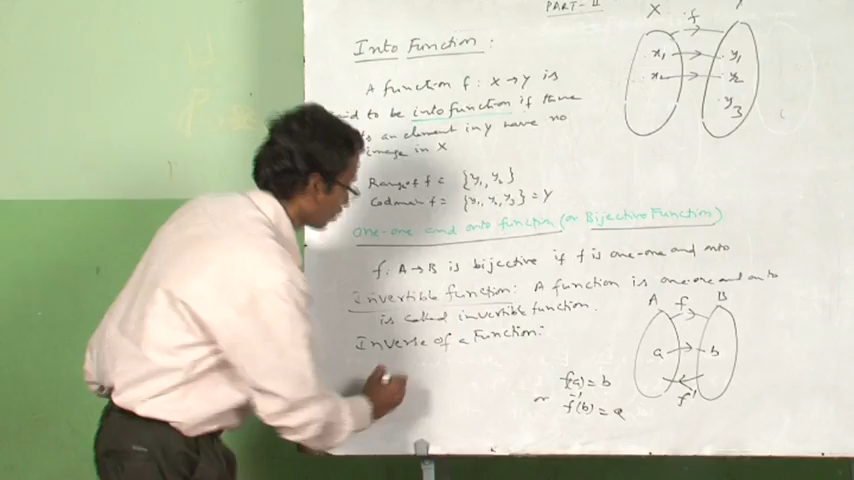 PART-II
Into Function:
X f
A function f: X→Y is
said to be into function if there
an element in Y have no
image in X
x1 y1
x2 y2
y3
Range of f = {y1, y2}
Codomain f = {y1, y2, y3} = Y
One-one and onto function (or Bijective Function)
f: A→B is bijective if f is one-one and onto
Invertible function: A function is one-one and onto
is called invertible function.
Inverse of a Function:
A f B
a b
f⁻¹
f(a) = b
or f⁻¹(b) = a